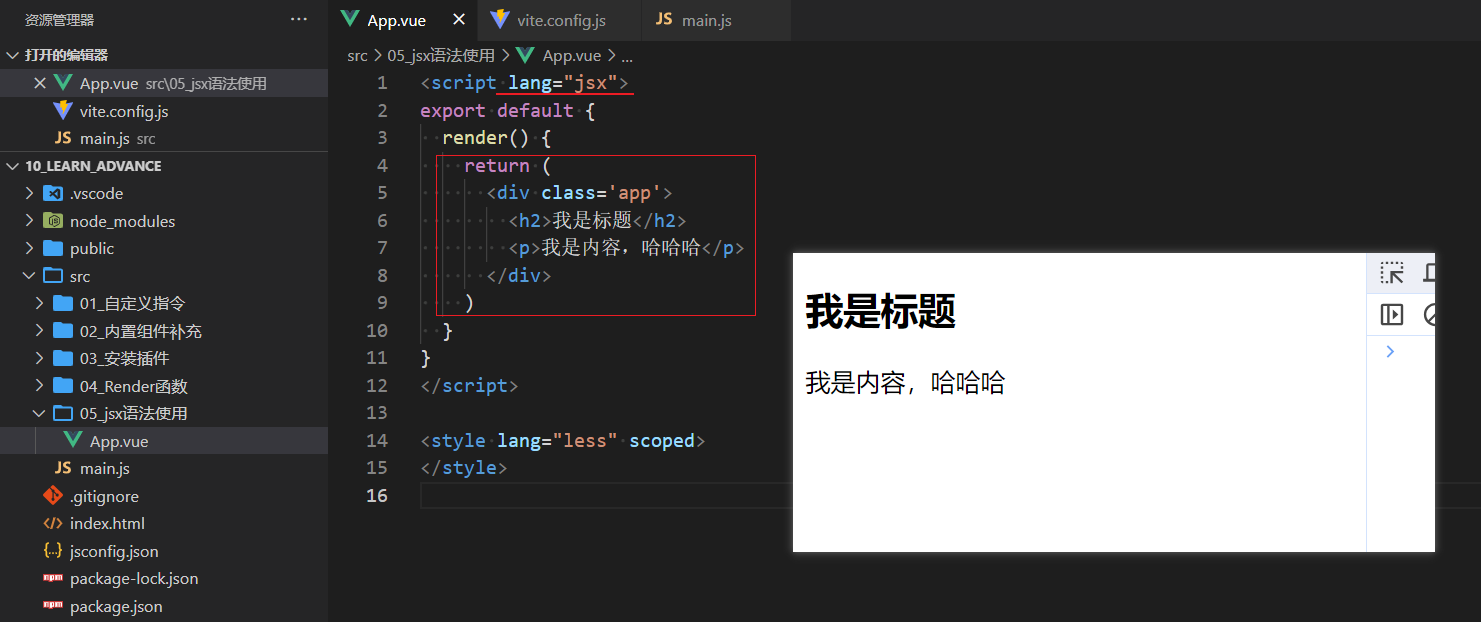 资源管理器 ···
打开的编辑器
App.vue src\05_jsx语法使用
vite.config.js
JS main.js src
10_LEARN_ADVANCE
.vscode
node_modules
public
src
01_自定义指令
02_内置组件补充
03_安装插件
04_Render函数
05_jsx语法使用
App.vue
JS main.js
.gitignore
index.html
jsconfig.json
npm package-lock.json
npm package.json
App.vue
vite.config.js
JS main.js
src > 05_jsx语法使用 > App.vue > ...
1 <script lang="jsx">
2 export default {
3 render() {
4 return (
5 <div class='app'>
6 <h2>我是标题</h2>
7 <p>我是内容，哈哈哈</p>
8 </div>
9 )
10 }
11 }
12 </script>
13
14 <style lang="less" scoped>
15 </style>
16
我是标题
我是内容，哈哈哈